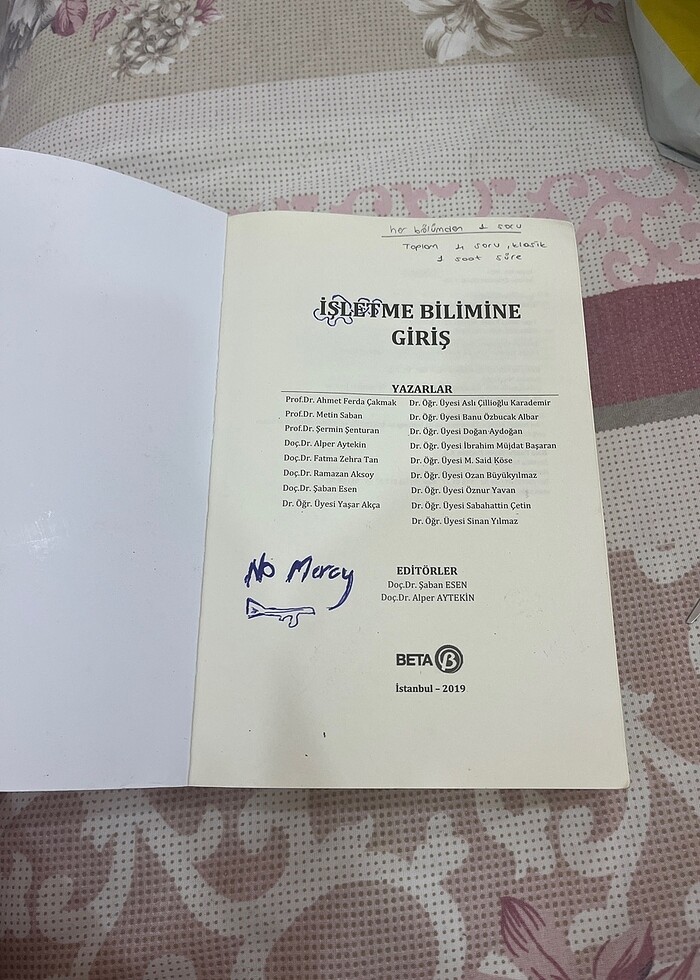 her bölümden 1 soru
Toplam 4 soru, klasik
1 saat süre
İŞLETME BİLİMİNE
GİRİŞ
YAZARLAR
Prof.Dr. Ahmet Ferda Çakmak
Prof.Dr. Metin Saban
Prof.Dr. Şermin Şenturan
Doç.Dr. Alper Aytekin
Doç.Dr. Fatma Zehra Tan
Doç.Dr. Ramazan Aksoy
Doç.Dr. Şaban Esen
Dr. Öğr. Üyesi Yaşar Akça
Dr. Öğr. Üyesi Aslı Çillioğlu Karademir
Dr. Öğr. Üyesi Banu Özbucak Albar
Dr. Öğr. Üyesi Doğan Aydoğan
Dr. Öğr. Üyesi İbrahim Müjdat Başaran
Dr. Öğr. Üyesi M. Said Köse
Dr. Öğr. Üyesi Ozan Büyükyılmaz
Dr. Öğr. Üyesi Öznur Yavan
Dr. Öğr. Üyesi Sabahattin Çetin
Dr. Öğr. Üyesi Sinan Yılmaz
No Mercy
EDİTÖRLER
Doç.Dr. Şaban ESEN
Doç.Dr. Alper AYTEKİN
BETA
İstanbul – 2019